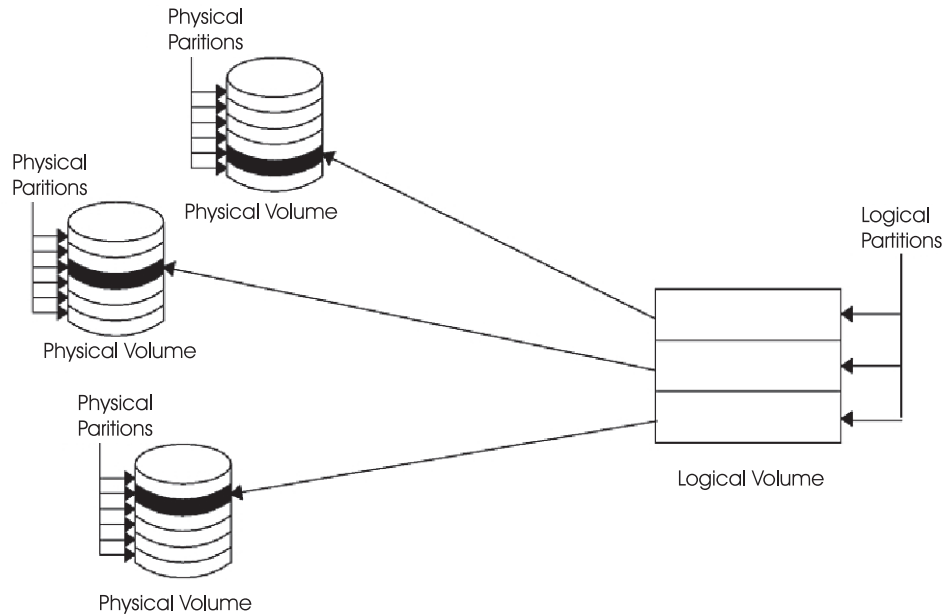 Physical
Paritions
Physical Volume
Physical
Paritions
Physical Volume
Logical
Partitions
Physical
Paritions
Logical Volume
Physical Volume